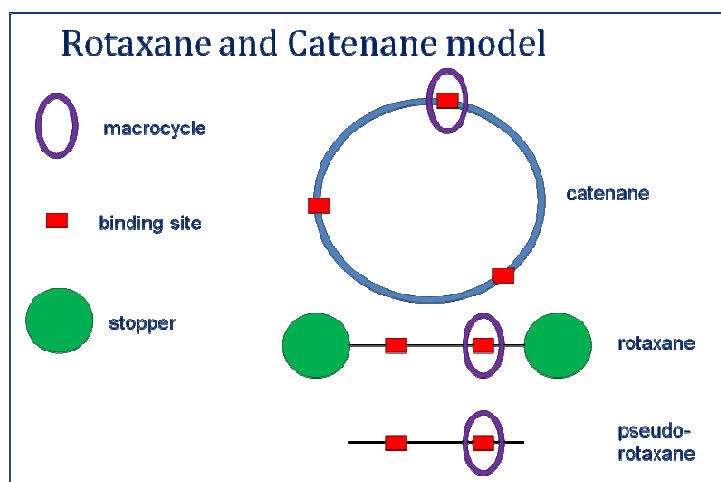 Rotaxane and Catenane model
macrocycle
catenane
binding site
stopper
rotaxane
pseudo-
rotaxane